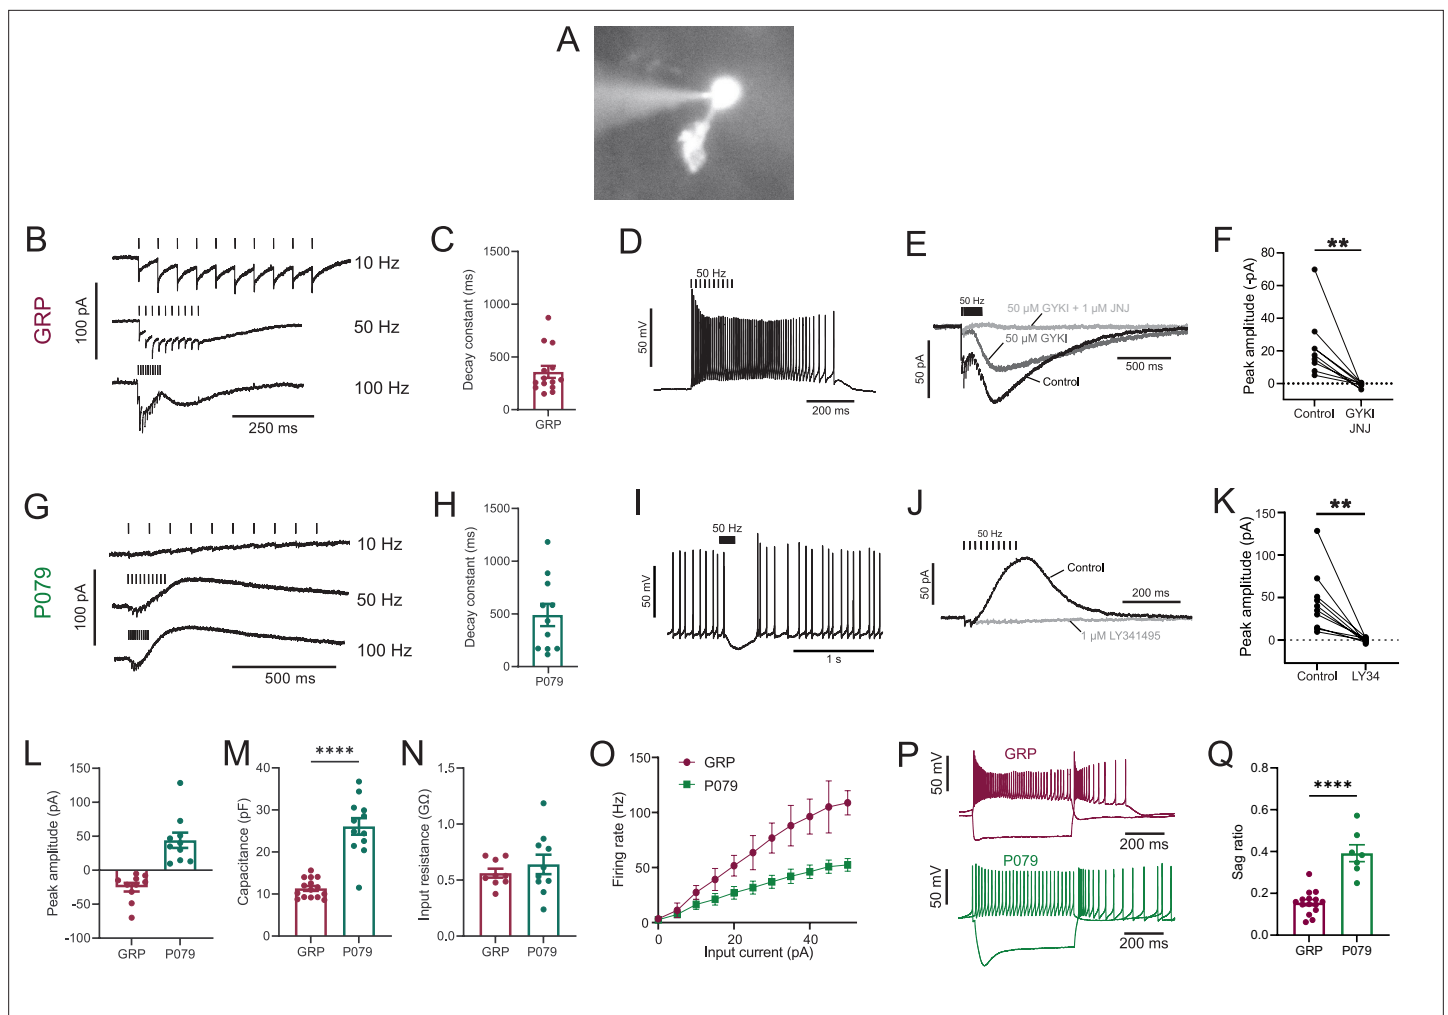 A
B
GRP
100 pA
10 Hz
50 Hz
100 Hz
250 ms
C
Decay constant (ms)
1500
1000
500
0
GRP
D
50 Hz
50 mV
200 ms
E
50 Hz
50 µM GYKI + 1 µM JNJ
50 µM GYKI
Control
50 pA
500 ms
F
**
Peak amplitude (-pA)
80
60
40
20
0
Control
GYKI
JNJ
G
P079
100 pA
10 Hz
50 Hz
100 Hz
500 ms
H
Decay constant (ms)
1500
1000
500
0
P079
I
50 Hz
50 mV
1 s
J
50 Hz
50 pA
Control
200 ms
1 µM LY341495
K
**
Peak amplitude (pA)
150
100
50
0
Control LY34
L
Peak amplitude (pA)
150
100
50
0
-50
-100
GRP P079
M
****
Capacitance (pF)
40
30
20
10
0
GRP P079
N
Input resistance (GΩ)
1.5
1.0
0.5
0.0
GRP P079
O
GRP
P079
Firing rate (Hz)
150
100
50
0
0 20 40
Input current (pA)
P
GRP
50 mV
200 ms
P079
50 mV
200 ms
Q
****
Sag ratio
0.8
0.6
0.4
0.2
0.0
GRP P079